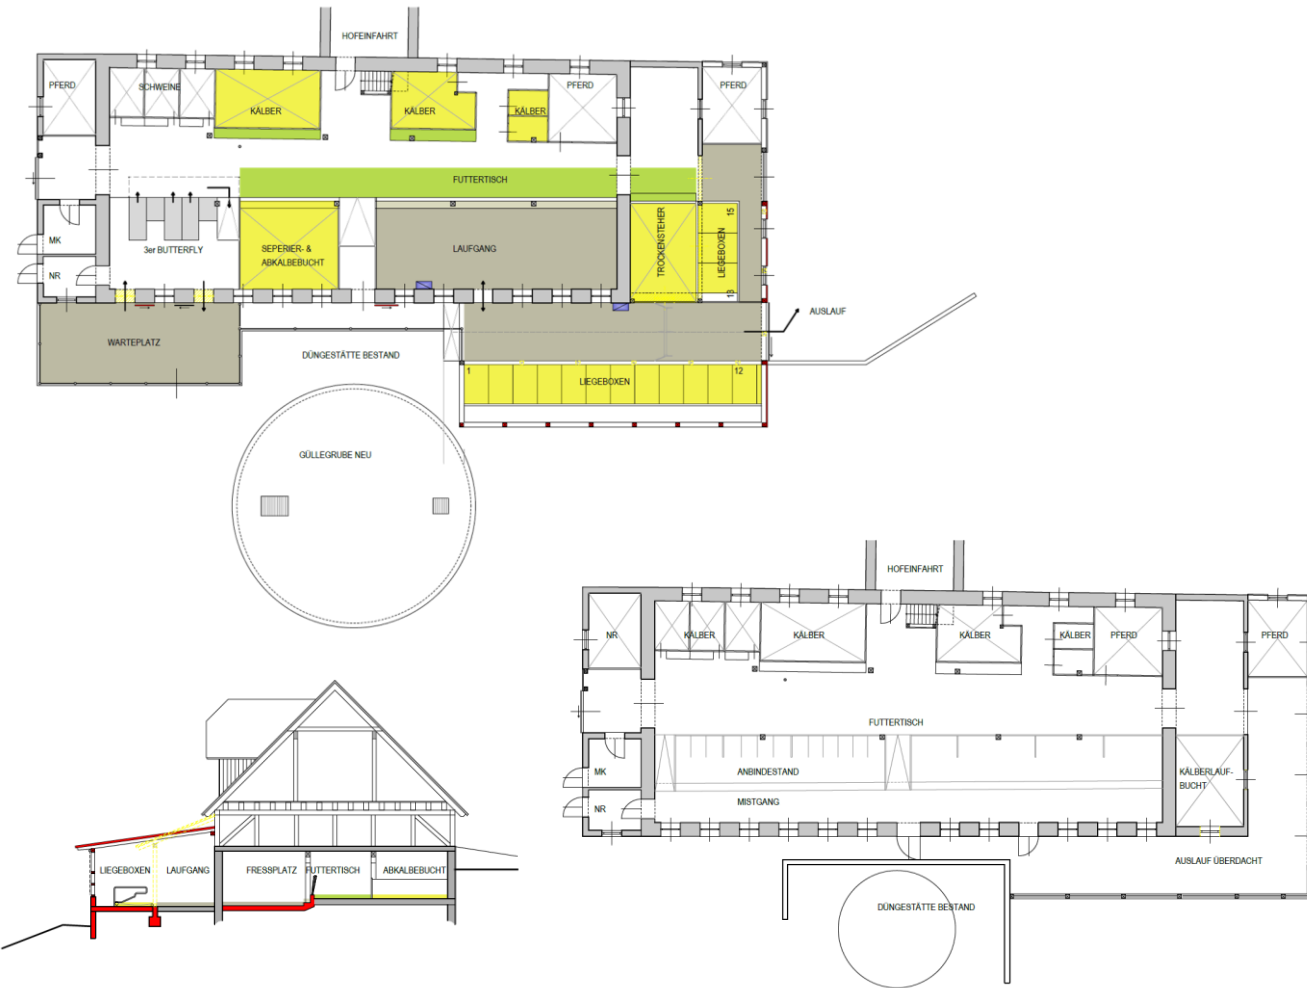 HOFEINFAHRT
PFERD
SCHWEINE
KÄLBER
KÄLBER
KÄLBER
PFERD
PFERD
FUTTERTISCH
MK
NR
3er BUTTERFLY
SEPERIER- &
ABKALBEBUCHT
LAUFGANG
TROCKENSTEHER
LIEGEBOXEN
15
13
WARTEPLATZ
DÜNGESTÄTTE BESTAND
AUSLAUF
1
LIEGEBOXEN
12
GÜLLEGRUBE NEU
HOFEINFAHRT
NR
KÄLBER
KÄLBER
KÄLBER
KÄLBER
PFERD
PFERD
FUTTERTISCH
MK
NR
ANBINDESTAND
MISTGANG
KÄLBERLAUF-
BUCHT
AUSLAUF ÜBERDACHT
DÜNGESTÄTTE BESTAND
LIEGEBOXEN
LAUFGANG
FRESSPLATZ
FUTTERTISCH
ABKALBEBUCHT